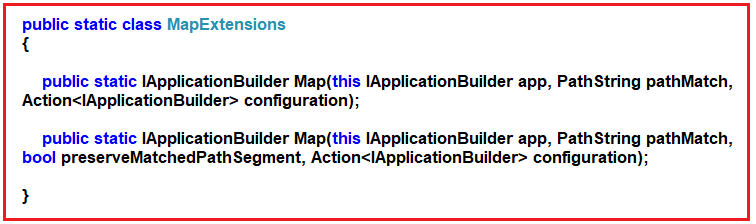 public static class MapExtensions
{
public static IApplicationBuilder Map(this IApplicationBuilder app, PathString pathMatch,
Action<IApplicationBuilder> configuration);
public static IApplicationBuilder Map(this IApplicationBuilder app, PathString pathMatch,
bool preserveMatchedPathSegment, Action<IApplicationBuilder> configuration);
}